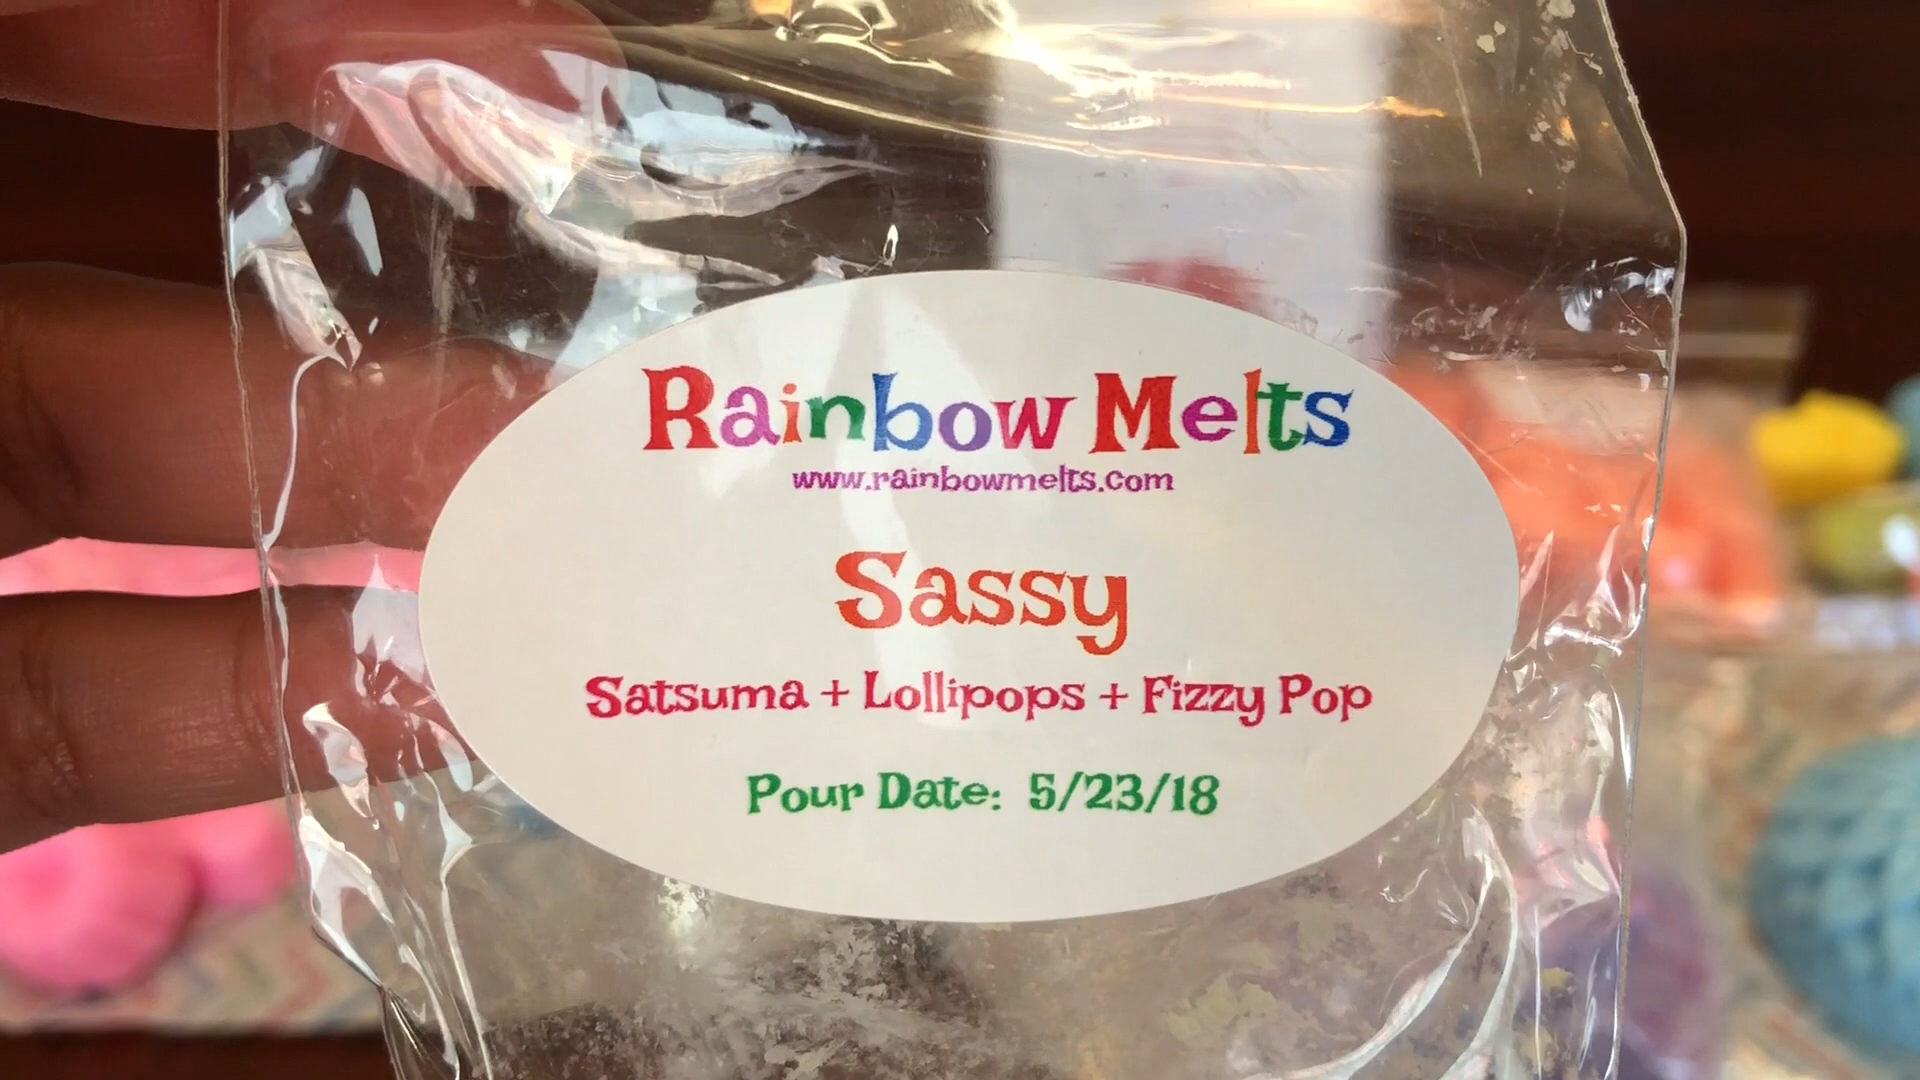 Rainbow Melts
www.rainbowmelts.com
Sassy
Satsuma + Lollipops + Fizzy Pop
Pour Date: 5/23/18